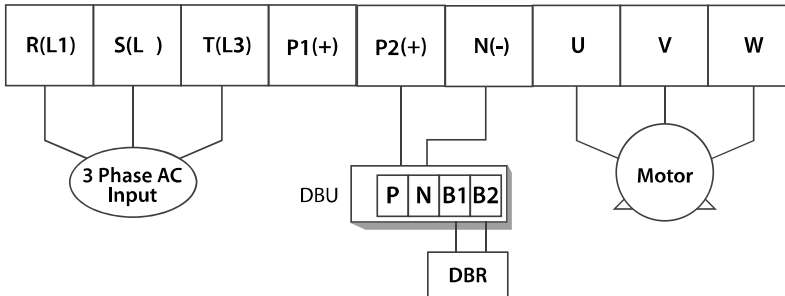 R(L1) S(L ) T(L3) P1(+) P2(+) N(-) U V W
3 Phase AC
Input
DBU
P N B1 B2
Motor
DBR